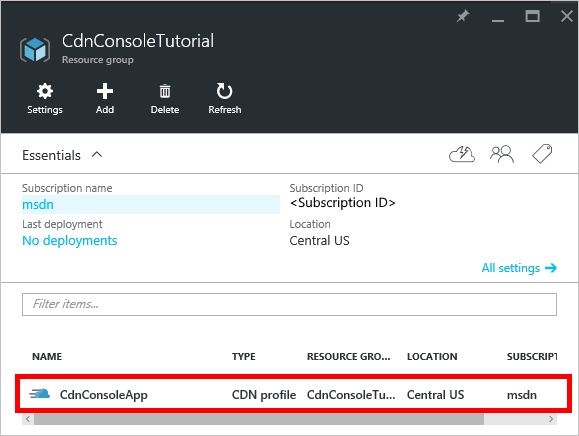 CdnConsoleTutorial
Resource group
Settings Add Delete Refresh
Essentials
Subscription name Subscription ID
msdn <Subscription ID>
Last deployment Location
No deployments Central US
All settings
Filter items...
NAME TYPE RESOURCE GRO... LOCATION SUBSCRIPT
CdnConsoleApp CDN profile CdnConsoleTu... Central US msdn